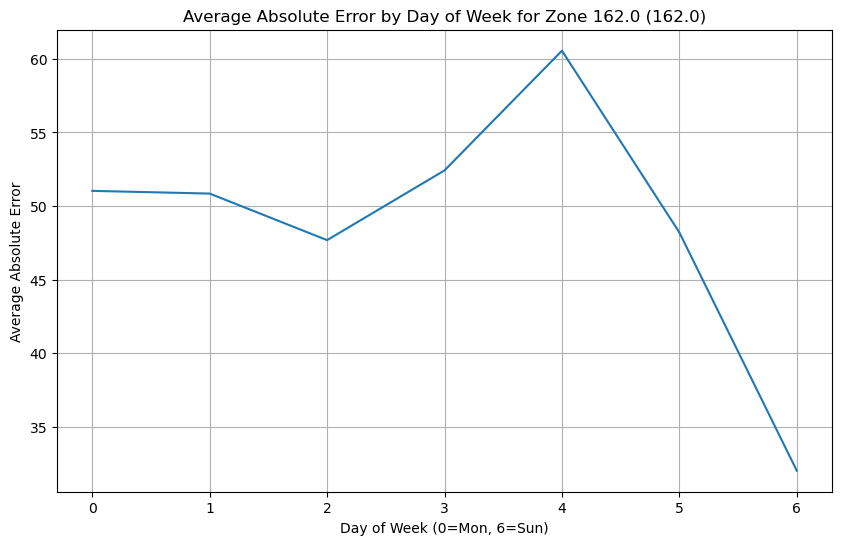 Average Absolute Error by Day of Week for Zone 162.0 (162.0)
60
55
50
45
40
35
Average Absolute Error
0 1 2 3 4 5 6
Day of Week (0=Mon, 6=Sun)